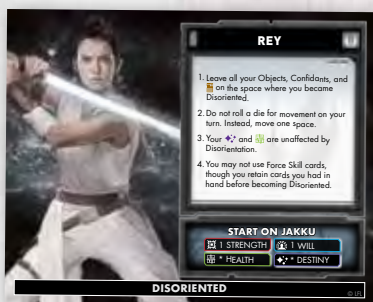 REY
1. Leave all your Objects, Confidants, and
on the space where you became
Disoriented.
2. Do not roll a die for movement on your
turn. Instead, move one space.
3. Your and are unaffected by
Disorientation.
4. You may not use Force Skill cards,
though you retain cards you had in
hand before becoming Disoriented.
START ON JAKKU
1 STRENGTH 1 WILL
* HEALTH * DESTINY
DISORIENTED
© LFL